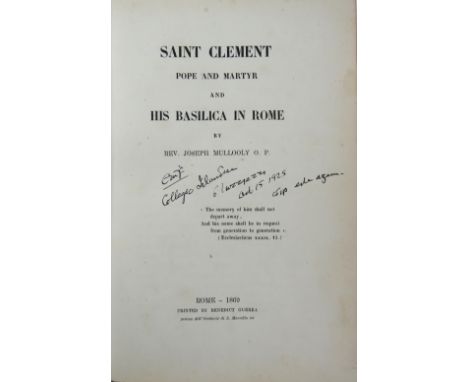 SAINT CLEMENT
POPE AND MARTYR
AND
HIS BASILICA IN ROME
BY
REV. JOSEPH MULLOOLY O. P.
Oct 15 1925
« The memory of him shall not
depart away,
And his name shall be in request
from generation to generation »
(Ecclesiasticus XXXIX. 13.)
ROME – 1869
PRINTED BY BENEDICT GUERRA